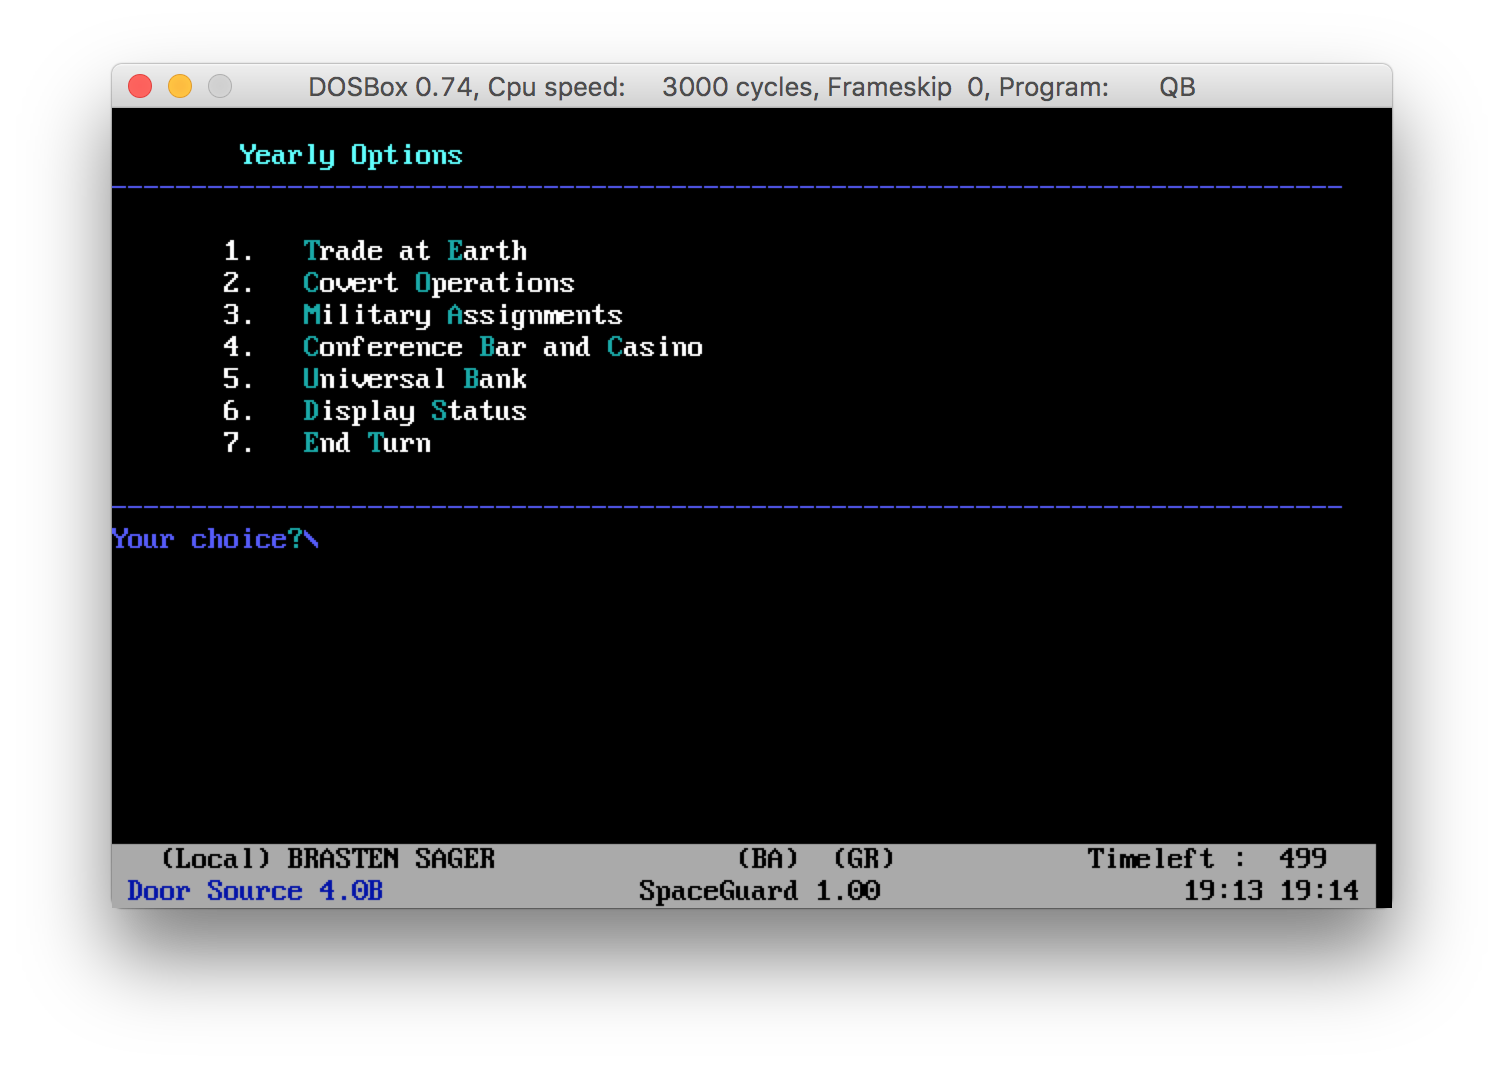 DOSBox 0.74, Cpu speed: 3000 cycles, Frameskip 0, Program: QB
Yearly Options
1. Trade at Earth
2. Covert Operations
3. Military Assignments
4. Conference Bar and Casino
5. Universal Bank
6. Display Status
7. End Turn
Your choice?\
(Local) BRASTEN SAGER (BA) (GR) Timeleft : 499
Door Source 4.0B SpaceGuard 1.00 19:13 19:14